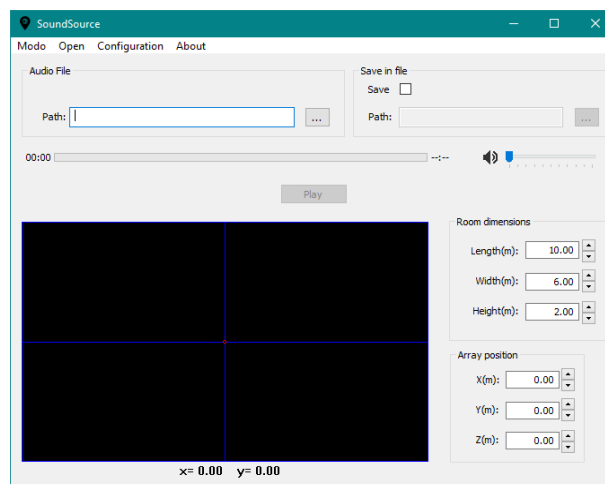 SoundSource
Modo Open Configuration About
Audio File
Path: ...
Save in file
Save
Path: ...
00:00 --:--
Play
Room dimensions
Length(m): 10.00
Width(m): 6.00
Height(m): 2.00
Array position
X(m): 0.00
Y(m): 0.00
Z(m): 0.00
x= 0.00 y= 0.00